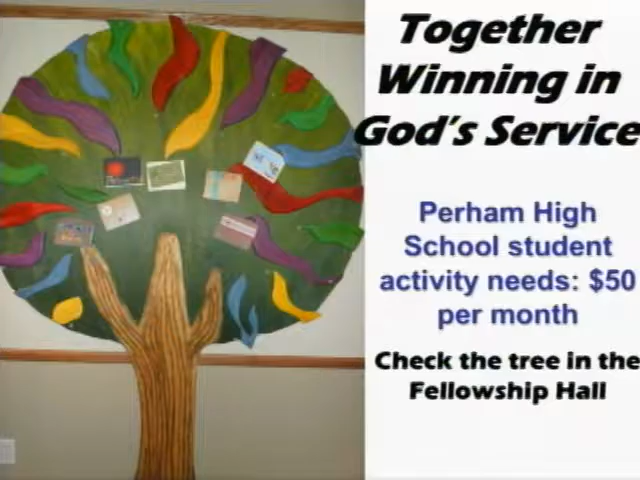 Together
Winning in
God's Service
Perham High
School student
activity needs: $50
per month
Check the tree in the
Fellowship Hall